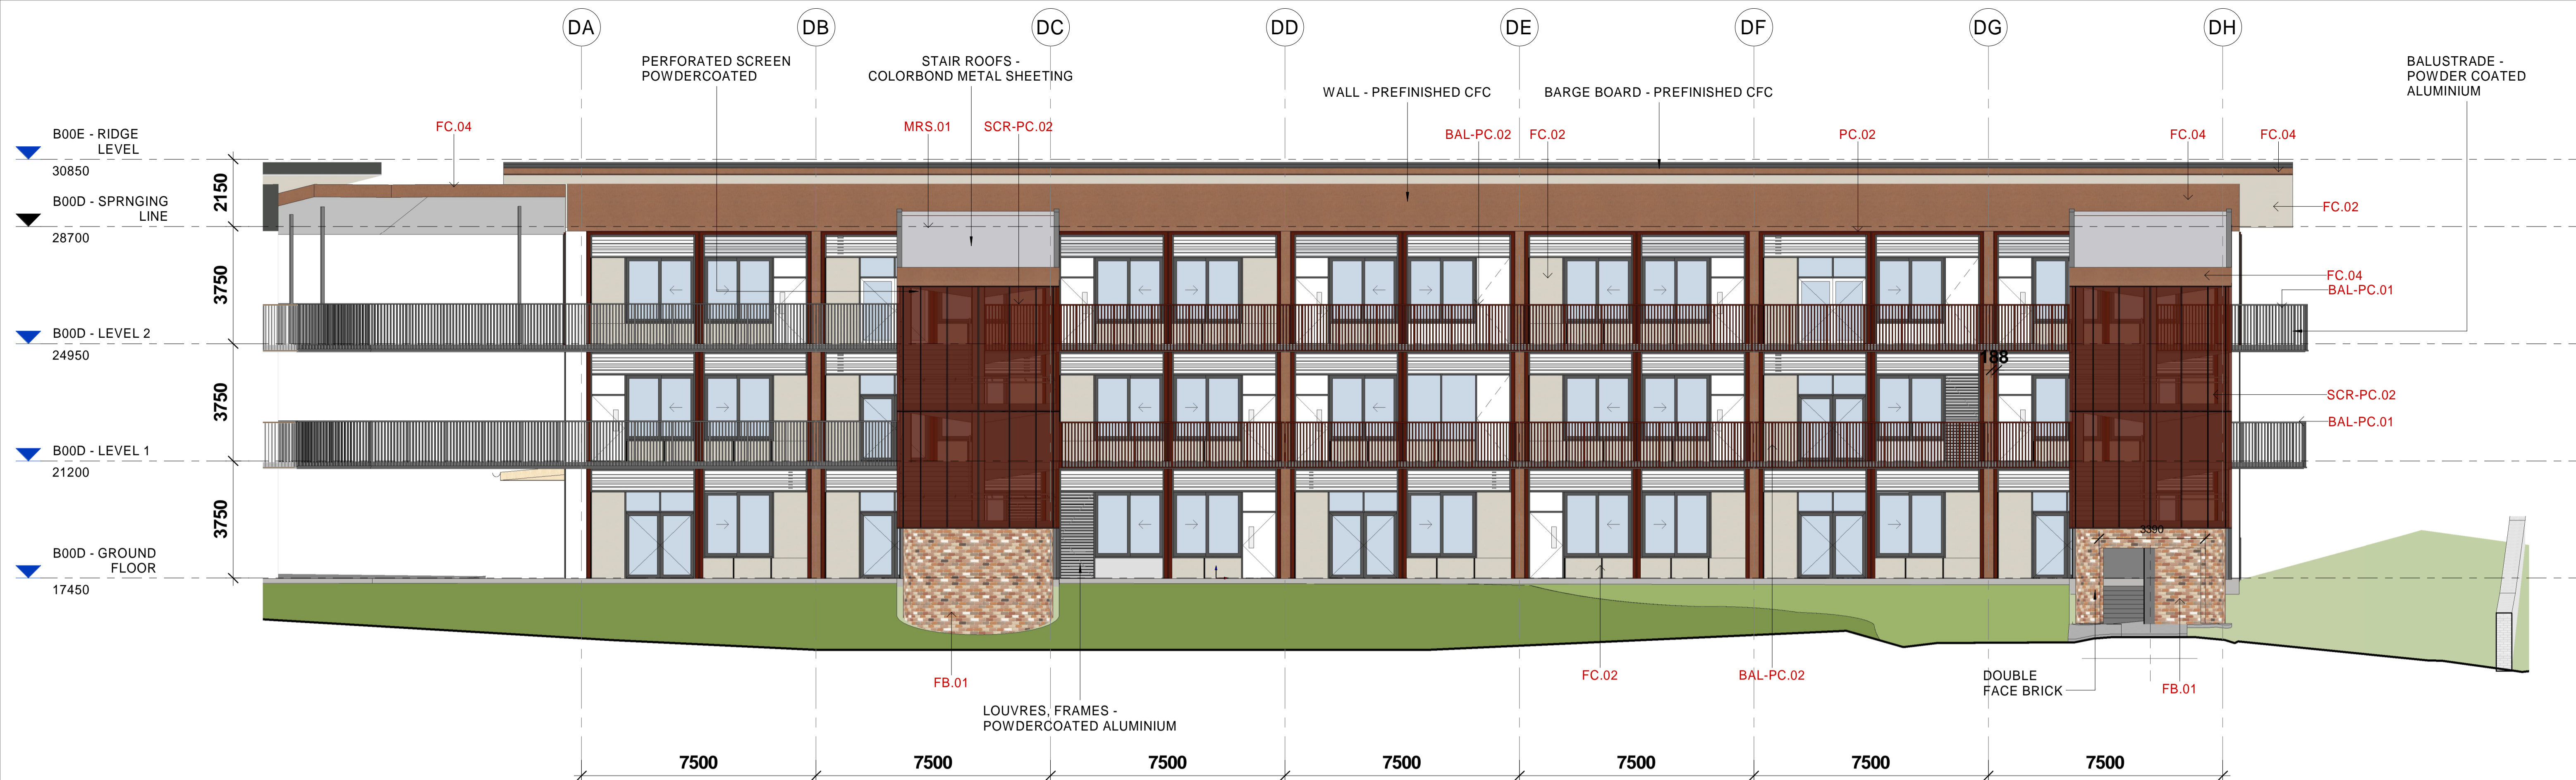 DA
DB
DC
DD
DE
DF
DG
DH
PERFORATED SCREEN
POWDERCOATED
STAIR ROOFS -
COLORBOND METAL SHEETING
WALL - PREFINISHED CFC
BARGE BOARD - PREFINISHED CFC
BALUSTRADE -
POWDER COATED
ALUMINIUM
FC.04
MRS.01
SCR-PC.02
BAL-PC.02
FC.02
PC.02
FC.04
FC.04
B00E - RIDGE
LEVEL
30850
2150
B00D - SPRNGING
LINE
28700
FC.02
3750
FC.04
BAL-PC.01
B00D - LEVEL 2
24950
188
3750
SCR-PC.02
BAL-PC.01
B00D - LEVEL 1
21200
3750
3390
B00D - GROUND
FLOOR
17450
FB.01
FC.02
BAL-PC.02
DOUBLE
FACE BRICK
FB.01
LOUVRES, FRAMES -
POWDERCOATED ALUMINIUM
7500
7500
7500
7500
7500
7500
7500